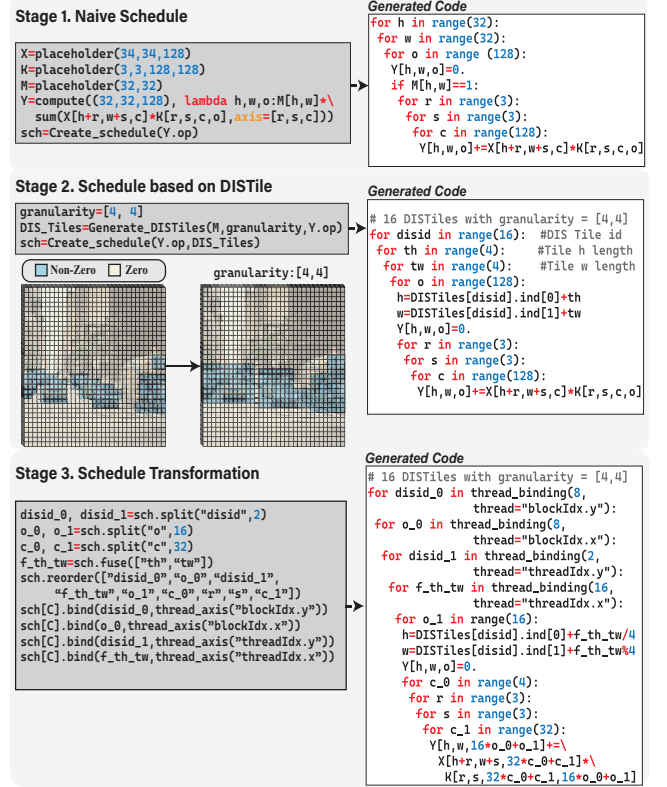 Stage 1. Naive Schedule
X=placeholder(34,34,128)
K=placeholder(3,3,128,128)
M=placeholder(32,32)
Y=compute((32,32,128), lambda h,w,o:M[h,w]*\
sum(X[h+r,w+s,c]*K[r,s,c,o],axis=[r,s,c]))
sch=Create_schedule(Y.op)
Generated Code
for h in range(32):
for w in range(32):
for o in range (128):
Y[h,w,o]=0.
if M[h,w]==1:
for r in range(3):
for s in range(3):
for c in range(128):
Y[h,w,o]+=X[h+r,w+s,c]*K[r,s,c,o]
Stage 2. Schedule based on DISTile
granularity=[4, 4]
DIS_Tiles=Generate_DISTiles(M,granularity,Y.op)
sch=Create_schedule(Y.op,DIS_Tiles)
Non-Zero Zero
granularity:[4,4]
Generated Code
# 16 DISTiles with granularity = [4,4]
for disid in range(16): #DIS Tile id
for th in range(4): #Tile h length
for tw in range(4): #Tile w length
for o in range(128):
h=DISTiles[disid].ind[0]+th
w=DISTiles[disid].ind[1]+tw
Y[h,w,o]=0.
for r in range(3):
for s in range(3):
for c in range(128):
Y[h,w,o]+=X[h+r,w+s,c]*K[r,s,c,o]
Stage 3. Schedule Transformation
disid_0, disid_1=sch.split("disid",2)
o_0, o_1=sch.split("o",16)
c_0, c_1=sch.split("c",32)
f_th_tw=sch.fuse(["th","tw"])
sch.reorder(["disid_0","o_0","disid_1",
"f_th_tw","o_1","c_0","r","s","c_1"])
sch[C].bind(disid_0,thread_axis("blockIdx.y"))
sch[C].bind(o_0,thread_axis("blockIdx.x"))
sch[C].bind(disid_1,thread_axis("threadIdx.y"))
sch[C].bind(f_th_tw,thread_axis("threadIdx.x"))
Generated Code
# 16 DISTiles with granularity = [4,4]
for disid_0 in thread_binding(8,
thread="blockIdx.y"):
for o_0 in thread_binding(8,
thread="blockIdx.x"):
for disid_1 in thread_binding(2,
thread="threadIdx.y"):
for f_th_tw in thread_binding(16,
thread="threadIdx.x"):
for o_1 in range(16):
h=DISTiles[disid].ind[0]+f_th_tw/4
w=DISTiles[disid].ind[1]+f_th_tw%4
Y[h,w,o]=0.
for c_0 in range(4):
for r in range(3):
for s in range(3):
for c_1 in range(32):
Y[h,w,16*o_0+o_1]+=\
X[h+r,w+s,32*c_0+c_1]*\
K[r,s,32*c_0+c_1,16*o_0+o_1]